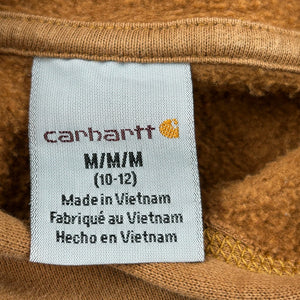 carhartt
M/M/M
(10-12)
Made in Vietnam
Fabriqué au Vietnam
Hecho en Vietnam